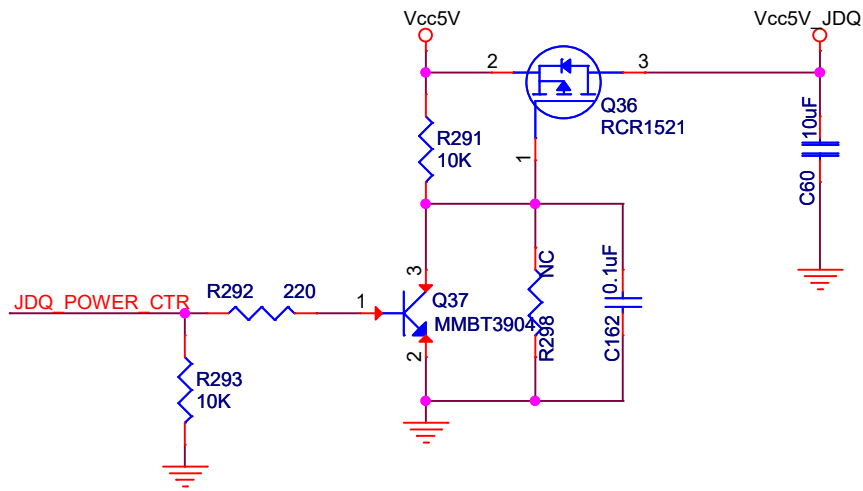 Vcc5V
Vcc5V_JDQ
2
3
Q36
RCR1521
10uF
C60
R291
10K
1
3
NC
R298
0.1uF
C162
JDQ_POWER_CTR
R292
220
1
Q37
MMBT3904
2
R293
10K